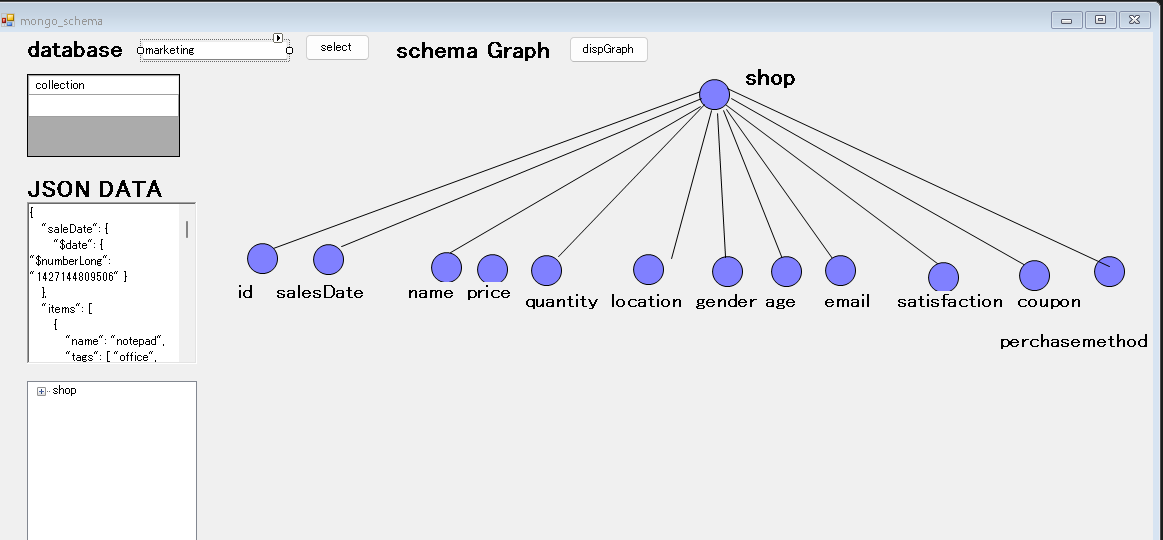 mongo_schema
database
marketing
select
schema Graph
dispGraph
collection
shop
JSON DATA
{
"saleDate": {
"$date": {
"$numberLong":
"1427144809506" }
},
"items": [
{
"name": "notepad",
"tags": [ "office",
id
salesDate
name
price
quantity
location
gender
age
email
satisfaction
coupon
perchasemethod
shop